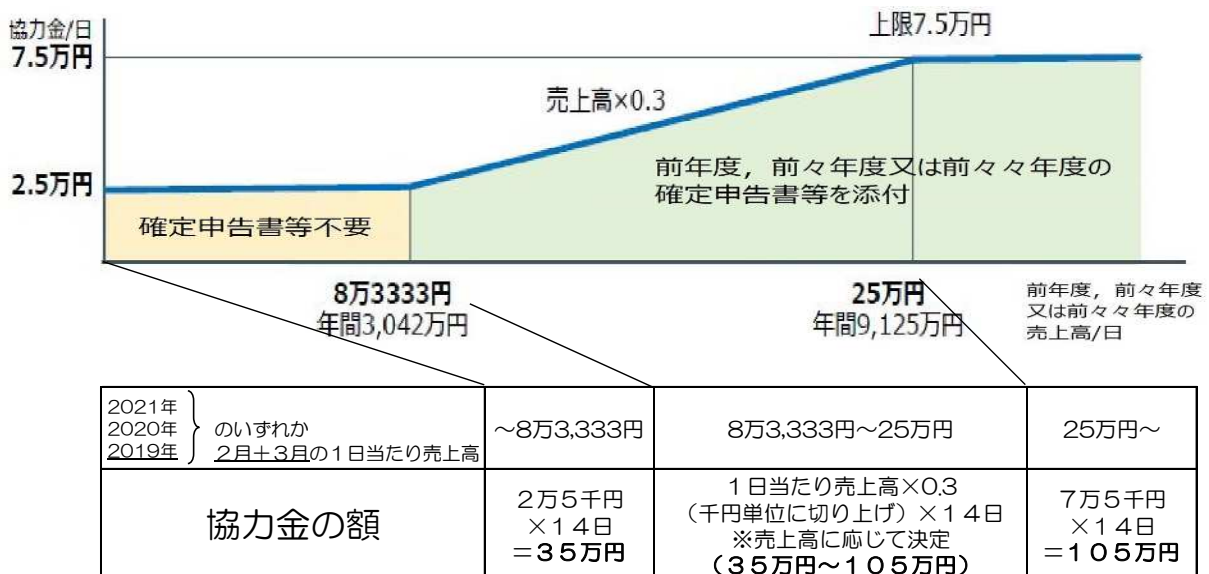 協力金/日
7.5万円
上限7.5万円
売上高×0.3
2.5万円
確定申告書等不要
前年度，前々年度又は前々々年度の
確定申告書等を添付
8万3333円
年間3,042万円
25万円
年間9,125万円
前年度，前々年度
又は前々々年度の
売上高/日
2021年
2020年
2019年
のいずれか
2月＋3月の１日当たり売上高
～8万3,333円
8万3,333円～25万円
25万円～
協力金の額
２万５千円
×１４日
＝３５万円
１日当たり売上高×0.3
（千円単位に切り上げ）×１４日
※売上高に応じて決定
（３５万円～１０５万円）
７万５千円
×１４日
＝１０５万円